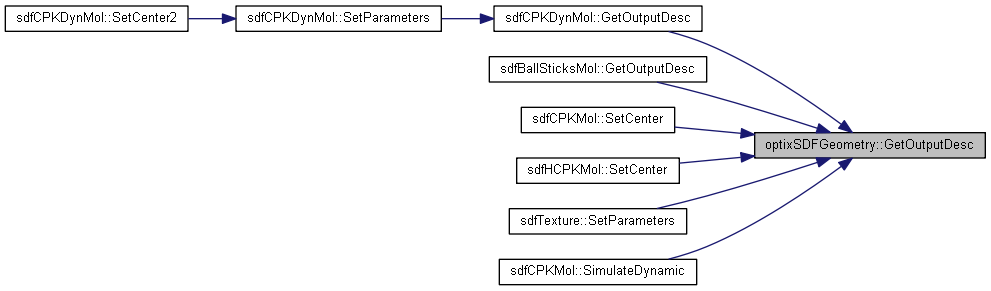 sdfCPKDynMol::SetCenter2
sdfCPKDynMol::SetParameters
sdfCPKDynMol::GetOutputDesc
sdfBallSticksMol::GetOutputDesc
sdfCPKMol::SetCenter
optixSDFGeometry::GetOutputDesc
sdfHCPKMol::SetCenter
sdfTexture::SetParameters
sdfCPKMol::SimulateDynamic